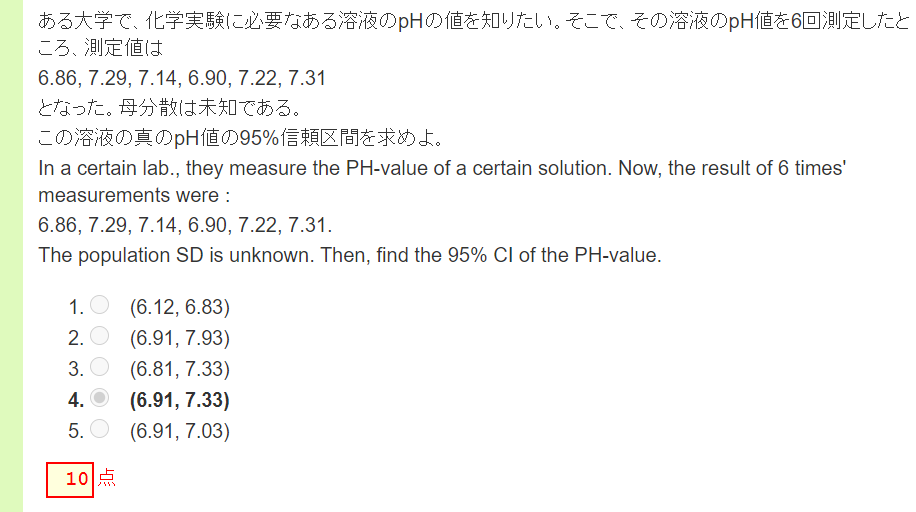 ある大学で、化学実験に必要なある溶液のpHの値を知りたい。そこで、その溶液のpH値を6回測定したと
ころ、測定値は
6.86, 7.29, 7.14, 6.90, 7.22, 7.31
となった。母分散は未知である。
この溶液の真のpH値の95%信頼区間を求めよ。
In a certain lab., they measure the PH-value of a certain solution. Now, the result of 6 times'
measurements were :
6.86, 7.29, 7.14, 6.90, 7.22, 7.31.
The population SD is unknown. Then, find the 95% CI of the PH-value.
1. (6.12, 6.83)
2. (6.91, 7.93)
3. (6.81, 7.33)
4. (6.91, 7.33)
5. (6.91, 7.03)
10 点